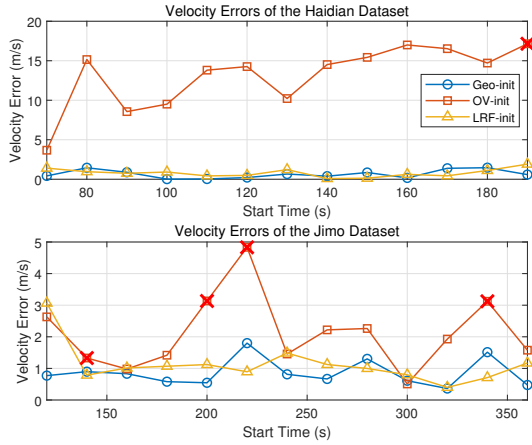 Velocity Errors of the Haidian Dataset
20
15
10
5
0
Velocity Error (m/s)
Geo-init
OV-init
LRF-init
80 100 120 140 160 180
Start Time (s)
Velocity Errors of the Jimo Dataset
5
4
3
2
1
0
Velocity Error (m/s)
150 200 250 300 350
Start Time (s)